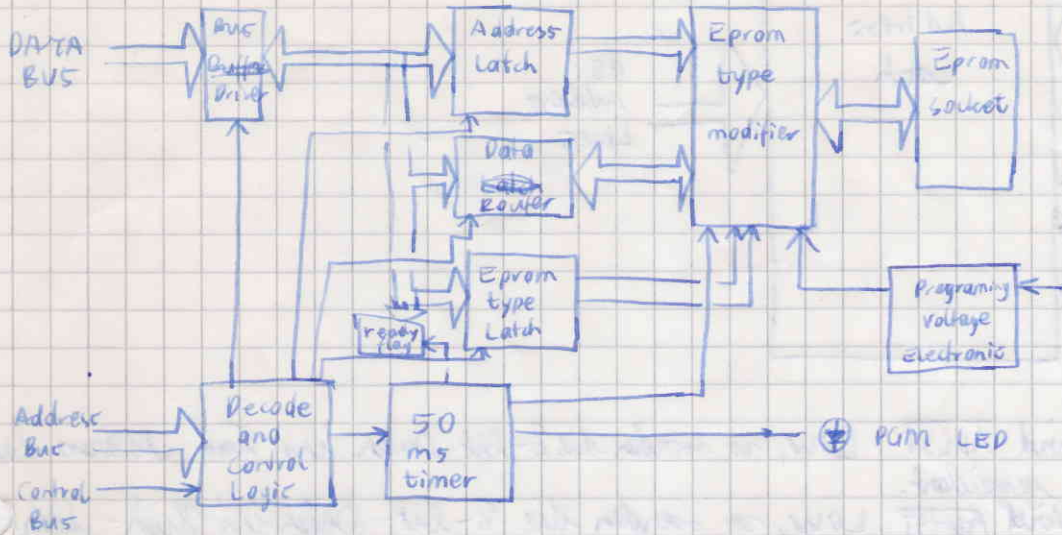 DATA
BUS
Bus
Driver
Address
Latch
Eprom
type
modifier
Eprom
Socket
Data
Router
Eprom
type
Latch
ready
flag
Programing
voltage
Electronic
Address
Bus
Control
Bus
Decode
and
Control
Logic
50
ms
timer
PGM LED